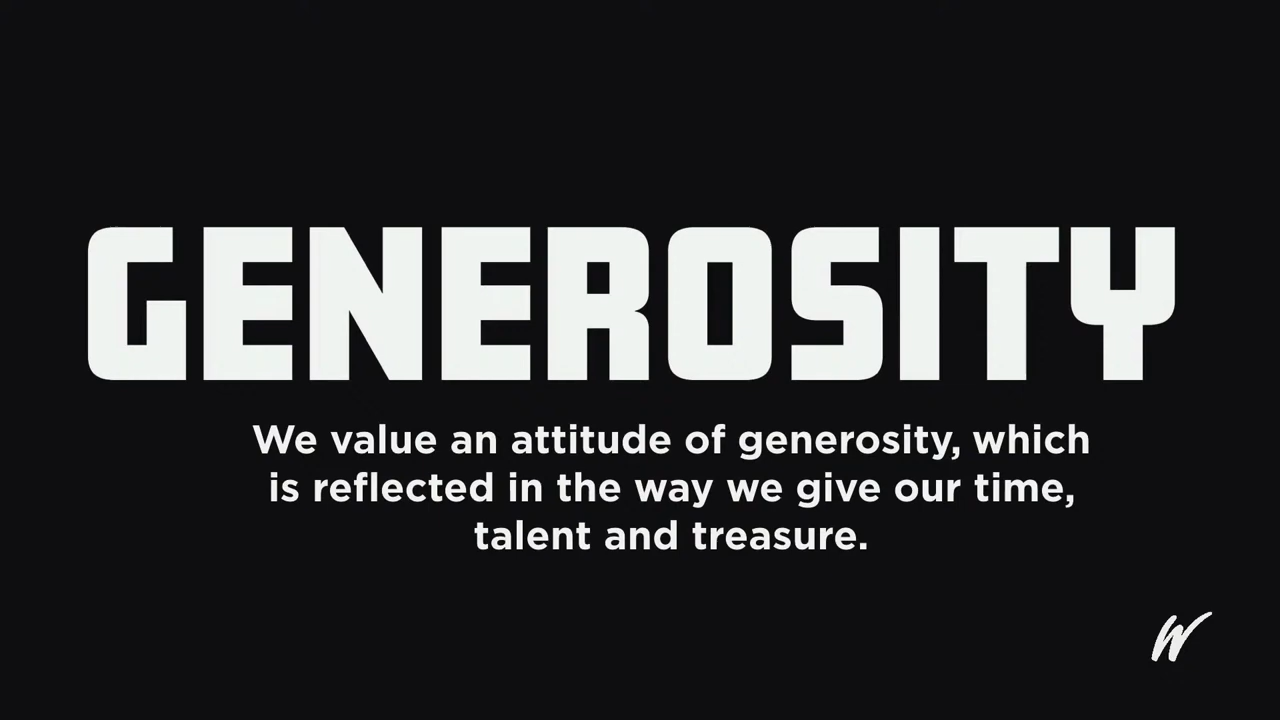 GENEROSITY
We value an attitude of generosity, which
is reflected in the way we give our time,
talent and treasure.
W